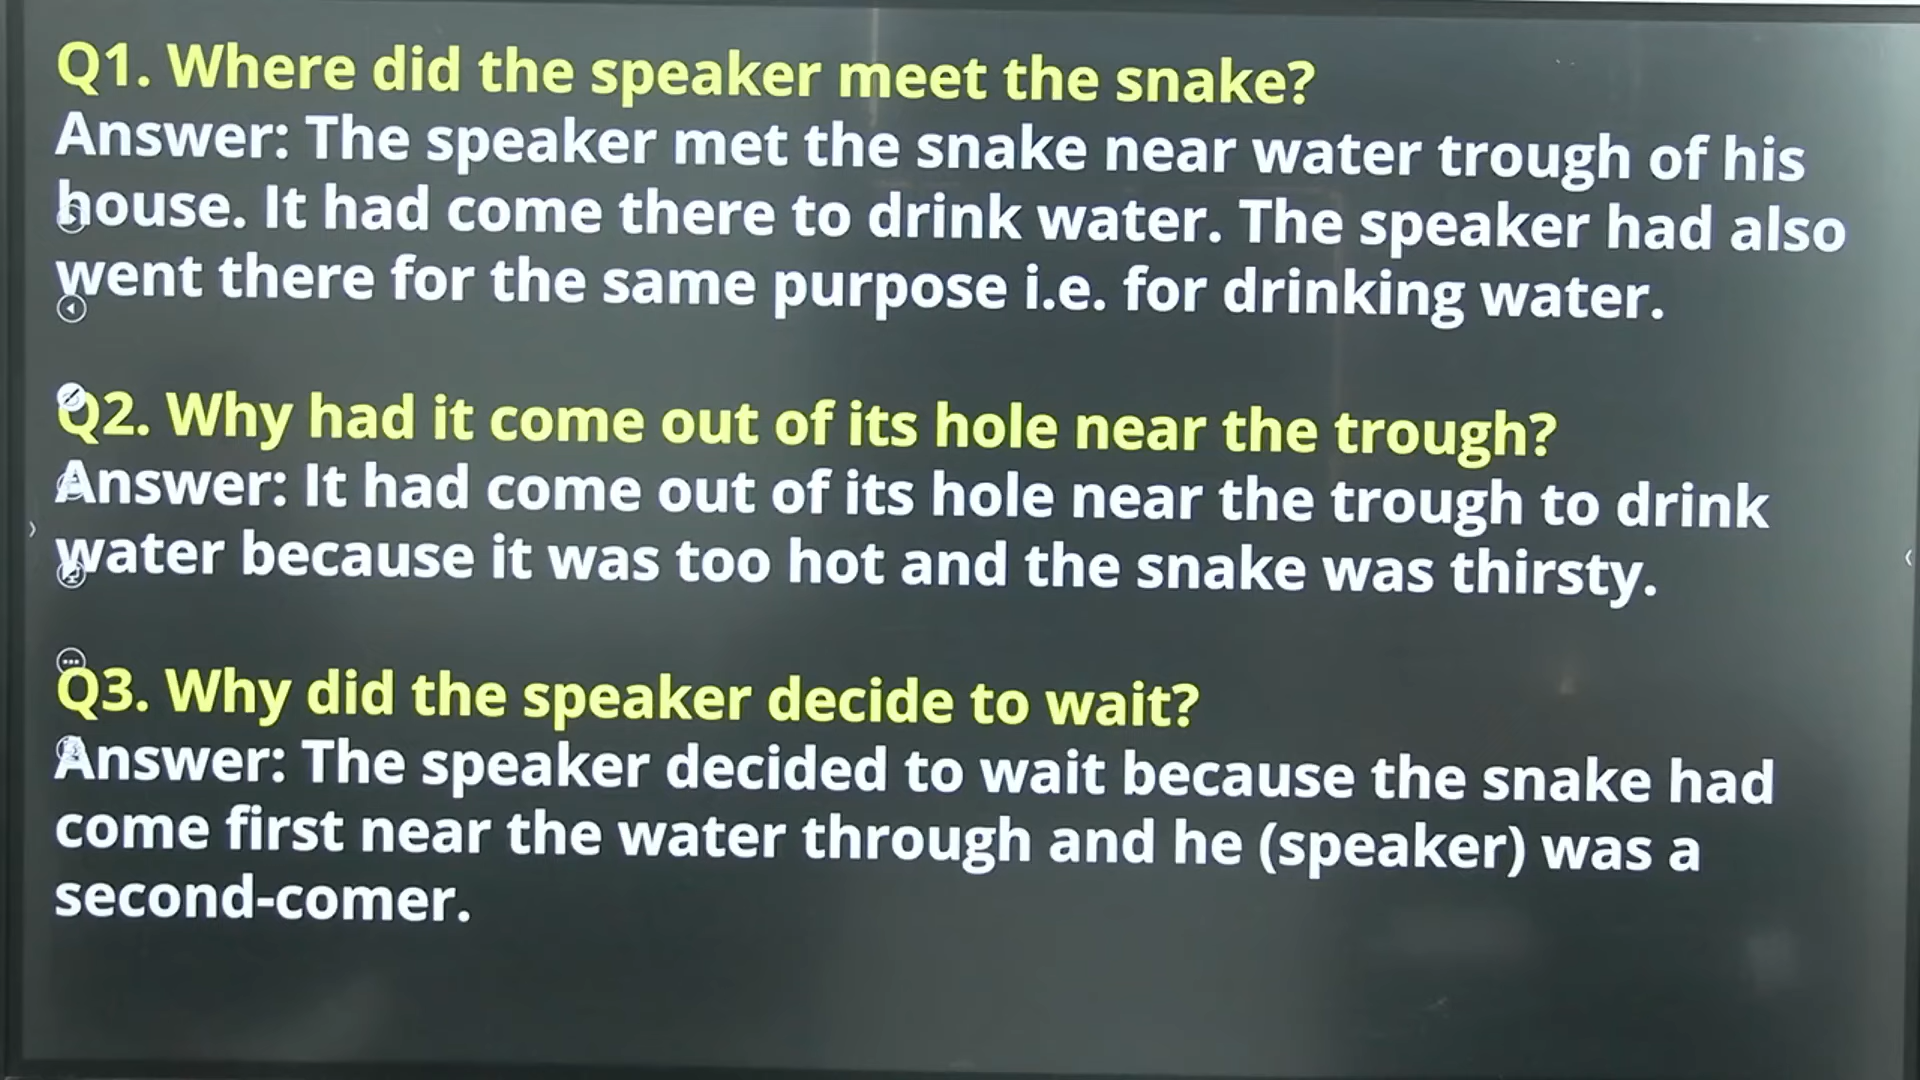 Q1. Where did the speaker meet the snake?
Answer: The speaker met the snake near water trough of his
house. It had come there to drink water. The speaker had also
went there for the same purpose i.e. for drinking water.
Q2. Why had it come out of its hole near the trough?
Answer: It had come out of its hole near the trough to drink
water because it was too hot and the snake was thirsty.
Q3. Why did the speaker decide to wait?
Answer: The speaker decided to wait because the snake had
come first near the water through and he (speaker) was a
second-comer.